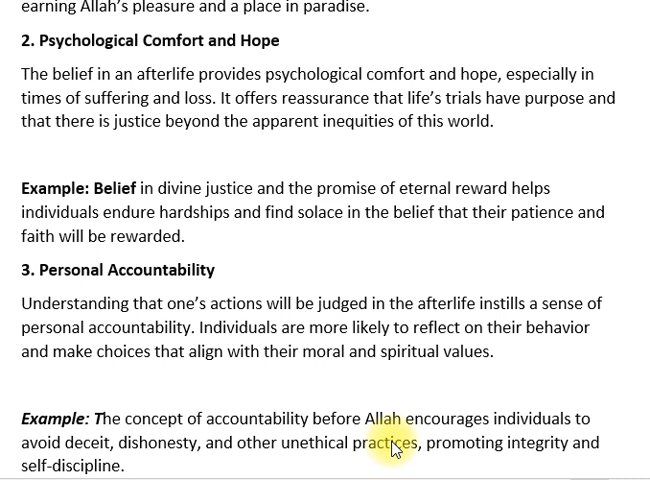 earning Allah’s pleasure and a place in paradise.
2. Psychological Comfort and Hope
The belief in an afterlife provides psychological comfort and hope, especially in
times of suffering and loss. It offers reassurance that life’s trials have purpose and
that there is justice beyond the apparent inequities of this world.
Example: Belief in divine justice and the promise of eternal reward helps
individuals endure hardships and find solace in the belief that their patience and
faith will be rewarded.
3. Personal Accountability
Understanding that one’s actions will be judged in the afterlife instills a sense of
personal accountability. Individuals are more likely to reflect on their behavior
and make choices that align with their moral and spiritual values.
Example: The concept of accountability before Allah encourages individuals to
avoid deceit, dishonesty, and other unethical practices, promoting integrity and
self-discipline.